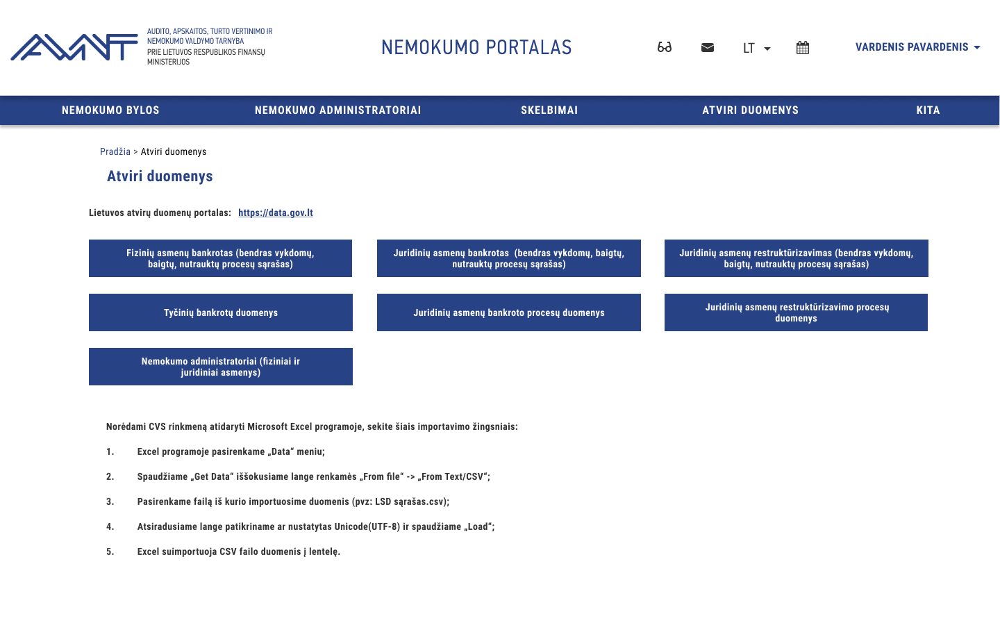 AUDITO, APSKAITOS, TURTO VERTINIMO IR
NEMOKUMO VALDYMO TARNYBA
PRIE LIETUVOS RESPUBLIKOS FINANSŲ
MINISTERIJOS
NEMOKUMO PORTALAS
LT
VARDENIS PAVARDENIS
NEMOKUMO BYLOS
NEMOKUMO ADMINISTRATORIAI
SKELBIMAI
ATVIRI DUOMENYS
KITA
Pradžia > Atviri duomenys
Atviri duomenys
Lietuvos atvirų duomenų portalas: https://data.gov.lt
Fizinių asmenų bankrotas (bendras vykdomų,
baigtų, nutrauktų procesų sąrašas)
Juridinių asmenų bankrotas (bendras vykdomų, baigtų,
nutrauktų procesų sąrašas)
Juridinių asmenų restruktūrizavimas (bendras vykdomų,
baigtų, nutrauktų procesų sąrašas)
Tyčinių bankrotų duomenys
Juridinių asmenų bankroto procesų duomenys
Juridinių asmenų restruktūrizavimo procesų
duomenys
Nemokumo administratoriai (fiziniai ir
juridiniai asmenys)
Norėdami CVS rinkmeną atidaryti Microsoft Excel programoje, sekite šiais importavimo žingsniais:
1. Excel programoje pasirenkame „Data“ meniu;
2. Spaudžiame „Get Data“ iššokusiame lange renkamės „From file“ -> „From Text/CSV“;
3. Pasirenkame failą iš kurio importuosime duomenis (pvz: LSD sąrašas.csv);
4. Atsiradusiame lange patikriname ar nustatytas Unicode(UTF-8) ir spaudžiame „Load“;
5. Excel suimportuoja CSV failo duomenis į lentelę.